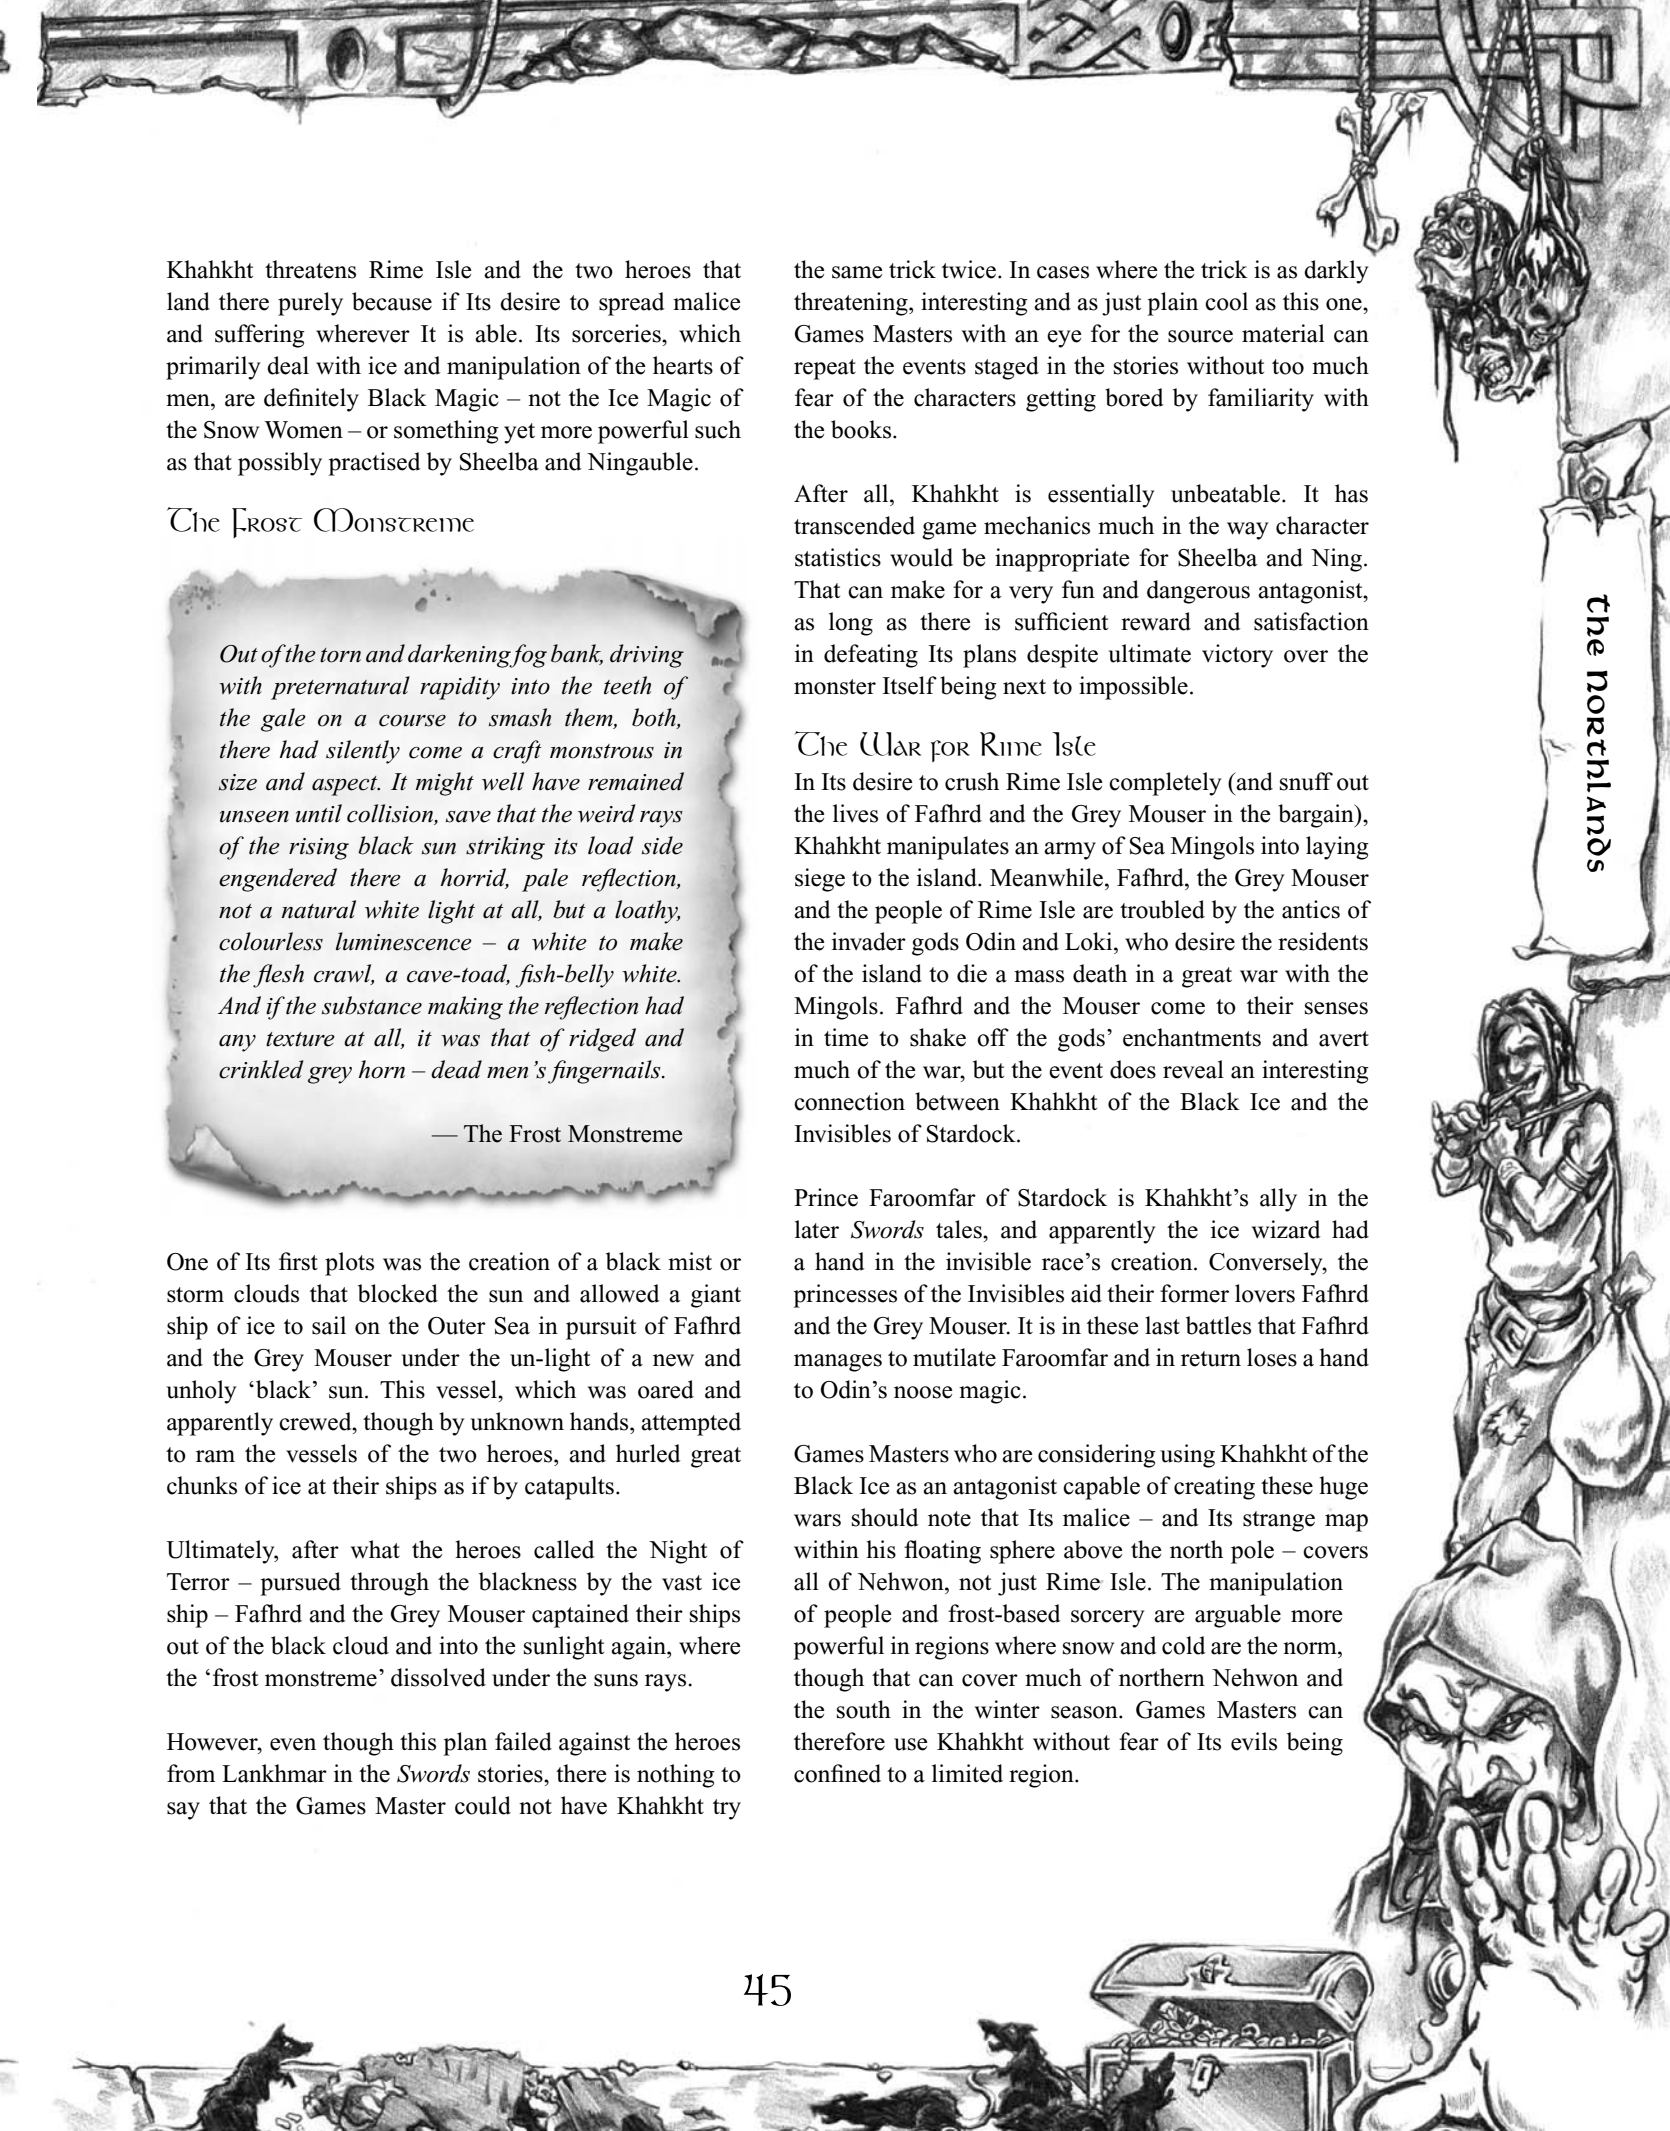 Khahkht threatens Rime Isle and the two heroes that
land there purely because if Its desire to spread malice
and suffering wherever It is able. Its sorceries, which
primarily deal with ice and manipulation of the hearts of
men, are definitely Black Magic – not the Ice Magic of
the Snow Women – or something yet more powerful such
as that possibly practised by Sheelba and Ningauble.
The Frost Monstreme
Out of the torn and darkening fog bank, driving
with preternatural rapidity into the teeth of
the gale on a course to smash them, both,
there had silently come a craft monstrous in
size and aspect. It might well have remained
unseen until collision, save that the weird rays
of the rising black sun striking its load side
engendered there a horrid, pale reflection,
not a natural white light at all, but a loathy,
colourless luminescence – a white to make
the flesh crawl, a cave-toad, fish-belly white.
And if the substance making the reflection had
any texture at all, it was that of ridged and
crinkled grey horn – dead men’s fingernails.
— The Frost Monstreme
One of Its first plots was the creation of a black mist or
storm clouds that blocked the sun and allowed a giant
ship of ice to sail on the Outer Sea in pursuit of Fafhrd
and the Grey Mouser under the un-light of a new and
unholy ‘black’ sun. This vessel, which was oared and
apparently crewed, though by unknown hands, attempted
to ram the vessels of the two heroes, and hurled great
chunks of ice at their ships as if by catapults.
Ultimately, after what the heroes called the Night of
Terror – pursued through the blackness by the vast ice
ship – Fafhrd and the Grey Mouser captained their ships
out of the black cloud and into the sunlight again, where
the ‘frost monstreme’ dissolved under the suns rays.
However, even though this plan failed against the heroes
from Lankhmar in the Swords stories, there is nothing to
say that the Games Master could not have Khahkht try
the same trick twice. In cases where the trick is as darkly
threatening, interesting and as just plain cool as this one,
Games Masters with an eye for the source material can
repeat the events staged in the stories without too much
fear of the characters getting bored by familiarity with
the books.
After all, Khahkht is essentially unbeatable. It has
transcended game mechanics much in the way character
statistics would be inappropriate for Sheelba and Ning.
That can make for a very fun and dangerous antagonist,
as long as there is sufficient reward and satisfaction
in defeating Its plans despite ultimate victory over the
monster Itself being next to impossible.
The War for Rime Isle
In Its desire to crush Rime Isle completely (and snuff out
the lives of Fafhrd and the Grey Mouser in the bargain),
Khahkht manipulates an army of Sea Mingols into laying
siege to the island. Meanwhile, Fafhrd, the Grey Mouser
and the people of Rime Isle are troubled by the antics of
the invader gods Odin and Loki, who desire the residents
of the island to die a mass death in a great war with the
Mingols. Fafhrd and the Mouser come to their senses
in time to shake off the gods’ enchantments and avert
much of the war, but the event does reveal an interesting
connection between Khahkht of the Black Ice and the
Invisibles of Stardock.
Prince Faroomfar of Stardock is Khahkht’s ally in the
later Swords tales, and apparently the ice wizard had
a hand in the invisible race’s creation. Conversely, the
princesses of the Invisibles aid their former lovers Fafhrd
and the Grey Mouser. It is in these last battles that Fafhrd
manages to mutilate Faroomfar and in return loses a hand
to Odin’s noose magic.
Games Masters who are considering using Khahkht of the
Black Ice as an antagonist capable of creating these huge
wars should note that Its malice – and Its strange map
within his floating sphere above the north pole – covers
all of Nehwon, not just Rime Isle. The manipulation
of people and frost-based sorcery are arguable more
powerful in regions where snow and cold are the norm,
though that can cover much of northern Nehwon and
the south in the winter season. Games Masters can
therefore use Khahkht without fear of Its evils being
confined to a limited region.
The Northlands
45